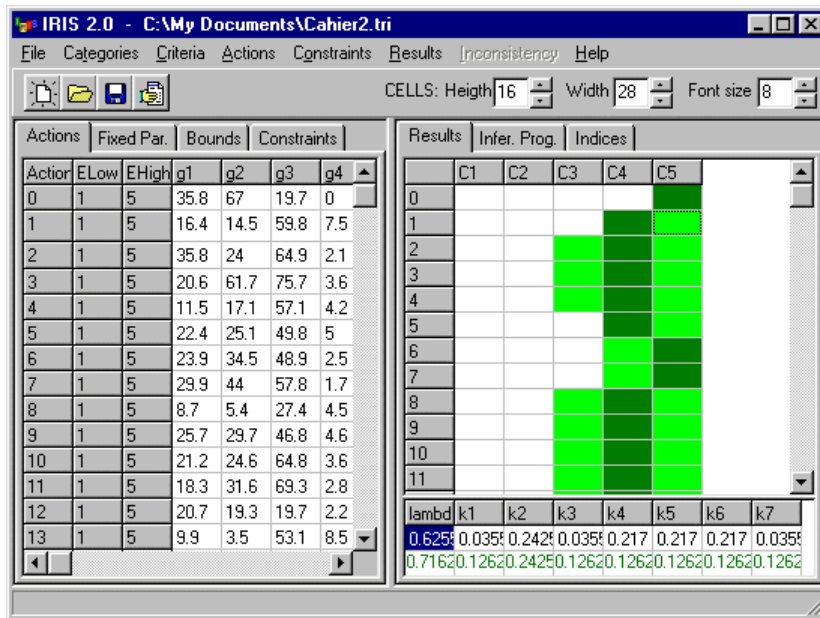 IRIS 2.0 - C:\My Documents\Cahier2.tri
File Categories Criteria Actions Constraints Results Inconsistency Help
CELLS: Heigth 16 Width 28 Font size 8
Actions Fixed Par. Bounds Constraints
Action ELow EHigh g1 g2 g3 g4
0 1 5 35.8 67 19.7 0
1 1 5 16.4 14.5 59.8 7.5
2 1 5 35.8 24 64.9 2.1
3 1 5 20.6 61.7 75.7 3.6
4 1 5 11.5 17.1 57.1 4.2
5 1 5 22.4 25.1 49.8 5
6 1 5 23.9 34.5 48.9 2.5
7 1 5 29.9 44 57.8 1.7
8 1 5 8.7 5.4 27.4 4.5
9 1 5 25.7 29.7 46.8 4.6
10 1 5 21.2 24.6 64.8 3.6
11 1 5 18.3 31.6 69.3 2.8
12 1 5 20.7 19.3 19.7 2.2
13 1 5 9.9 3.5 53.1 8.5
Results Infer. Prog. Indices
C1 C2 C3 C4 C5
0
1
2
3
4
5
6
7
8
9
10
11
lambd k1 k2 k3 k4 k5 k6 k7
0.6255 0.0355 0.2425 0.0355 0.217 0.217 0.217 0.0355
0.7162 0.1262 0.2425 0.1262 0.1262 0.1262 0.1262 0.1262